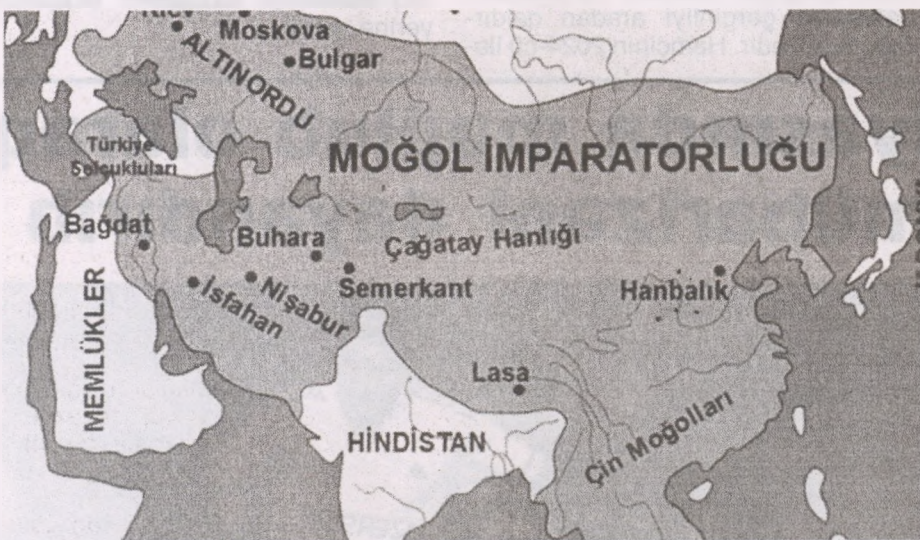 Kiev
Moskova
Bulgar
ALTINORDU
MOĞOL İMPARATORLUĞU
Türkiye
Selçukluları
Bağdat
Buhara
Çağatay Hanlığı
Semerkant
Hanbalık
Nişabur
İsfahan
MEMLÜKLER
Lasa
HİNDİSTAN
Çin Moğolları